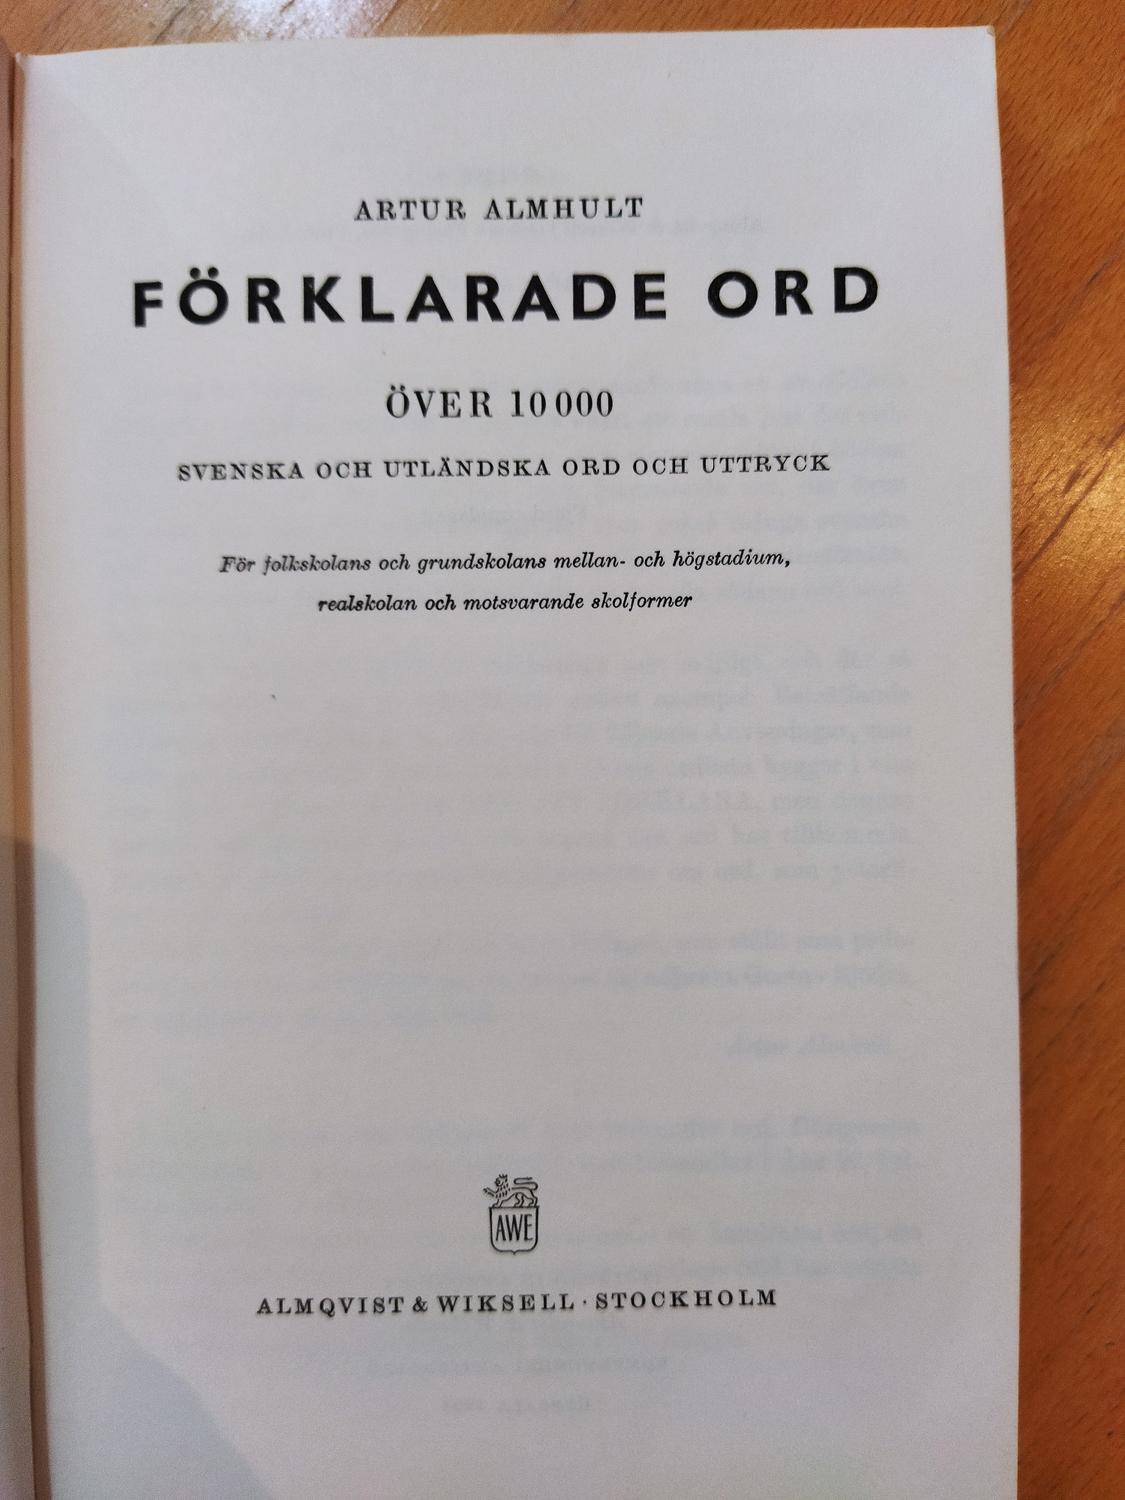 ARTUR ALMHULT
FÖRKLARADE ORD
ÖVER 10 000
SVENSKA OCH UTLÄNDSKA ORD OCH UTTRYCK
För folkskolans och grundskolans mellan- och högstadium,
realskolan och motsvarande skolformer
AWE
ALMQVIST & WIKSELL · STOCKHOLM